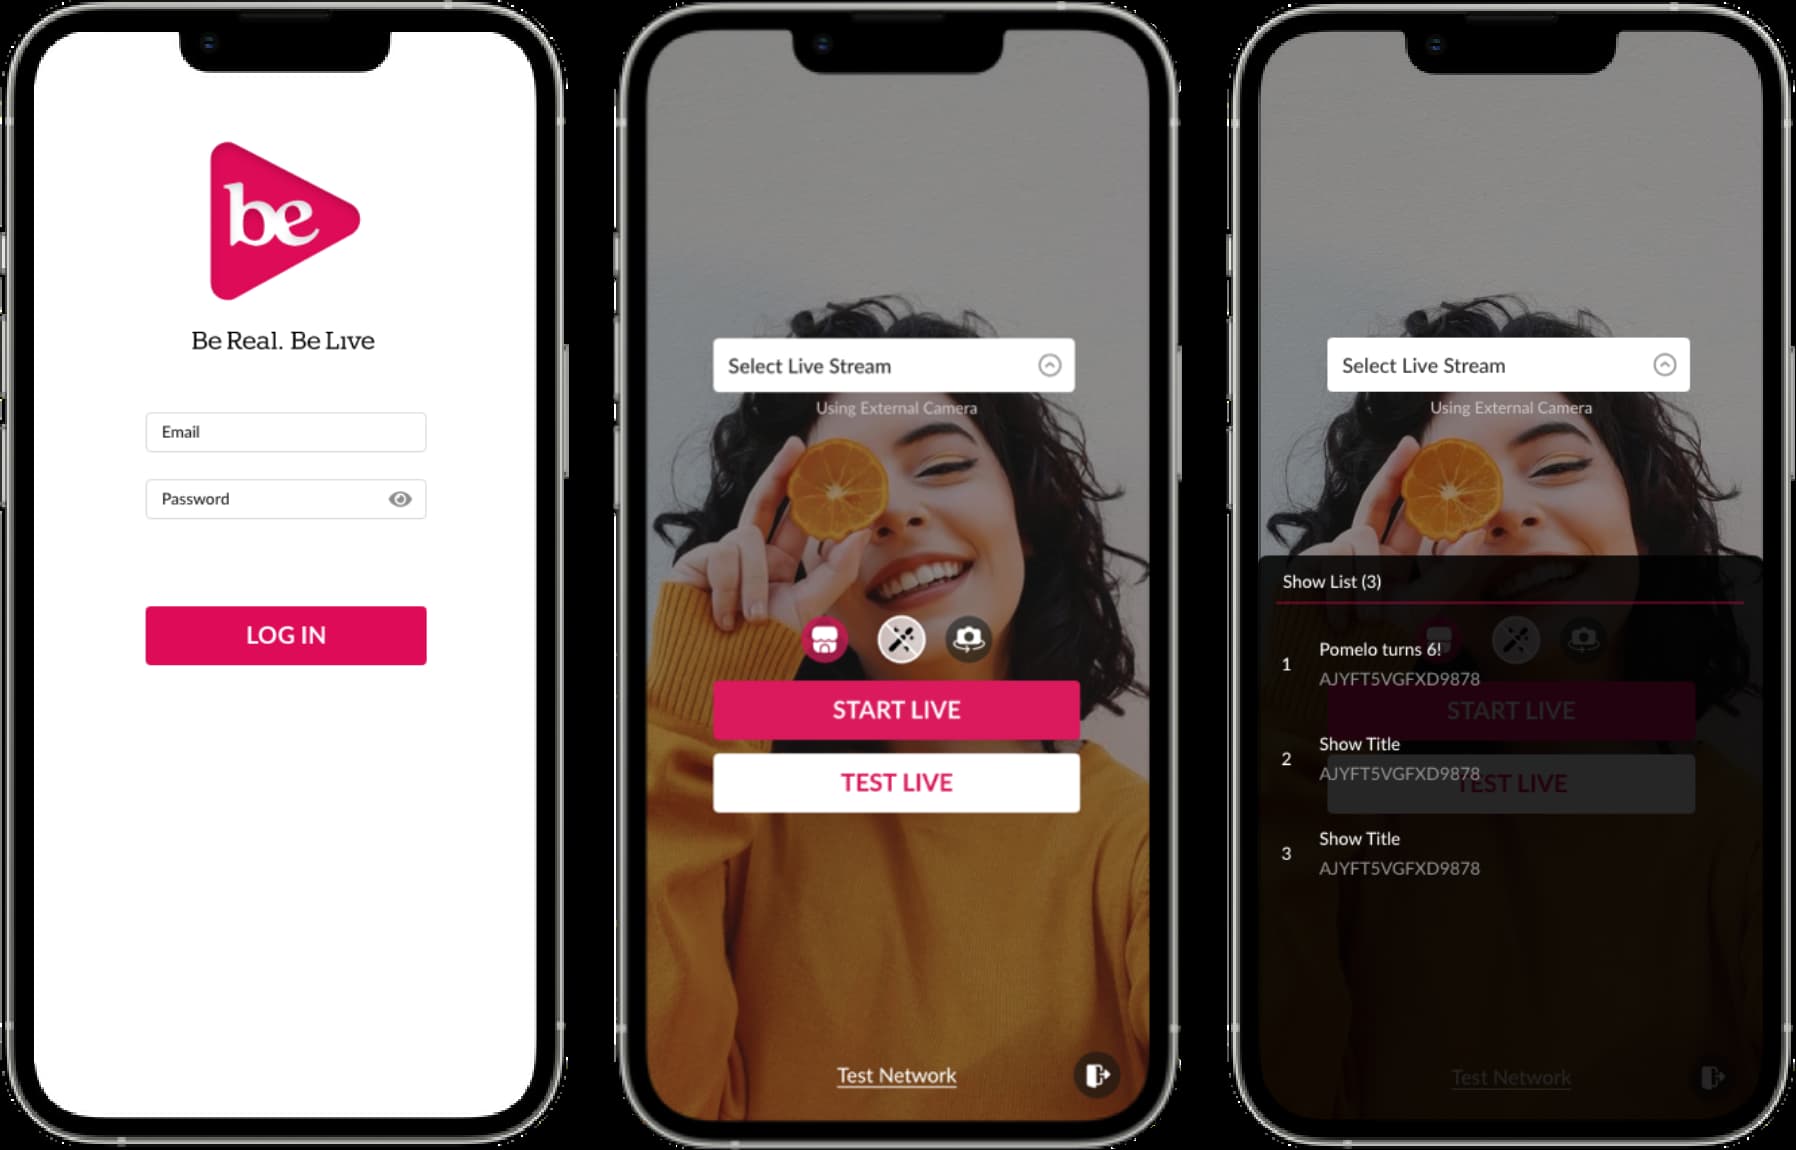 be
Be Real. Be Live
Email
Password
LOG IN
Select Live Stream
Using External Camera
START LIVE
TEST LIVE
Test Network
Select Live Stream
Using External Camera
Show List (3)
1
Pomelo turns 6!
AJYFT5VGFXD9878
START LIVE
2
Show Title
AJYFT5VGFXD9878
TEST LIVE
3
Show Title
AJYFT5VGFXD9878
Test Network